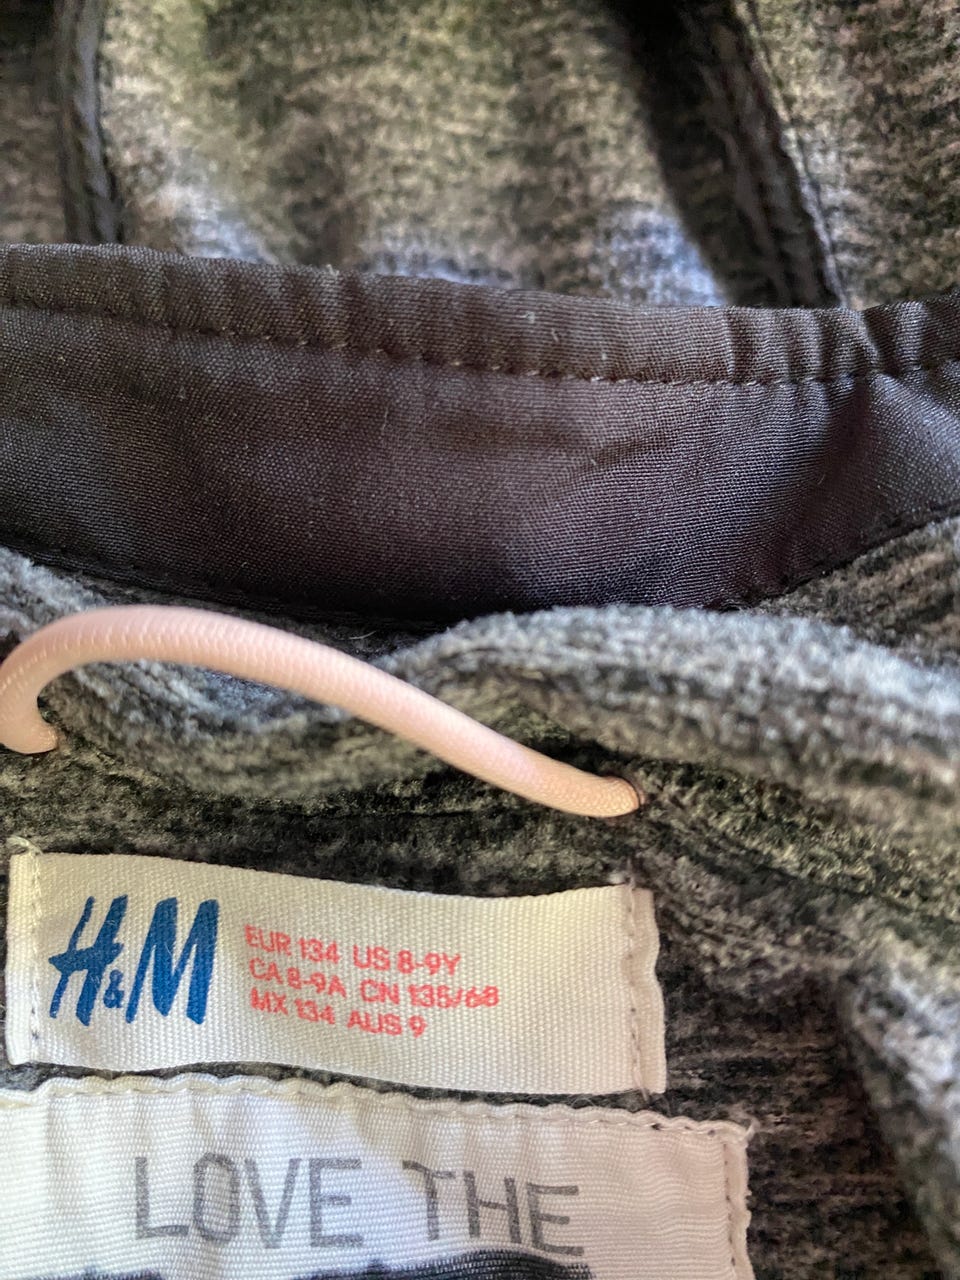 H&M
EUR 134 US 8-9Y
CA 8-9A CN 135/68
MX 134 AUS 9
LOVE THE